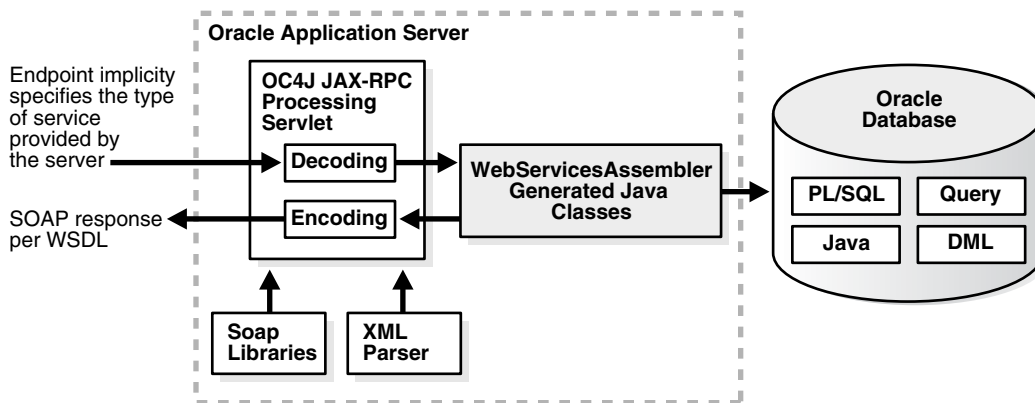 Oracle Application Server
Endpoint implicity
specifies the type
of service
provided by
the server
OC4J JAX-RPC
Processing
Servlet
Decoding
Encoding
SOAP response
per WSDL
WebServicesAssembler
Generated Java
Classes
Soap
Libraries
XML
Parser
Oracle
Database
PL/SQL
Query
Java
DML